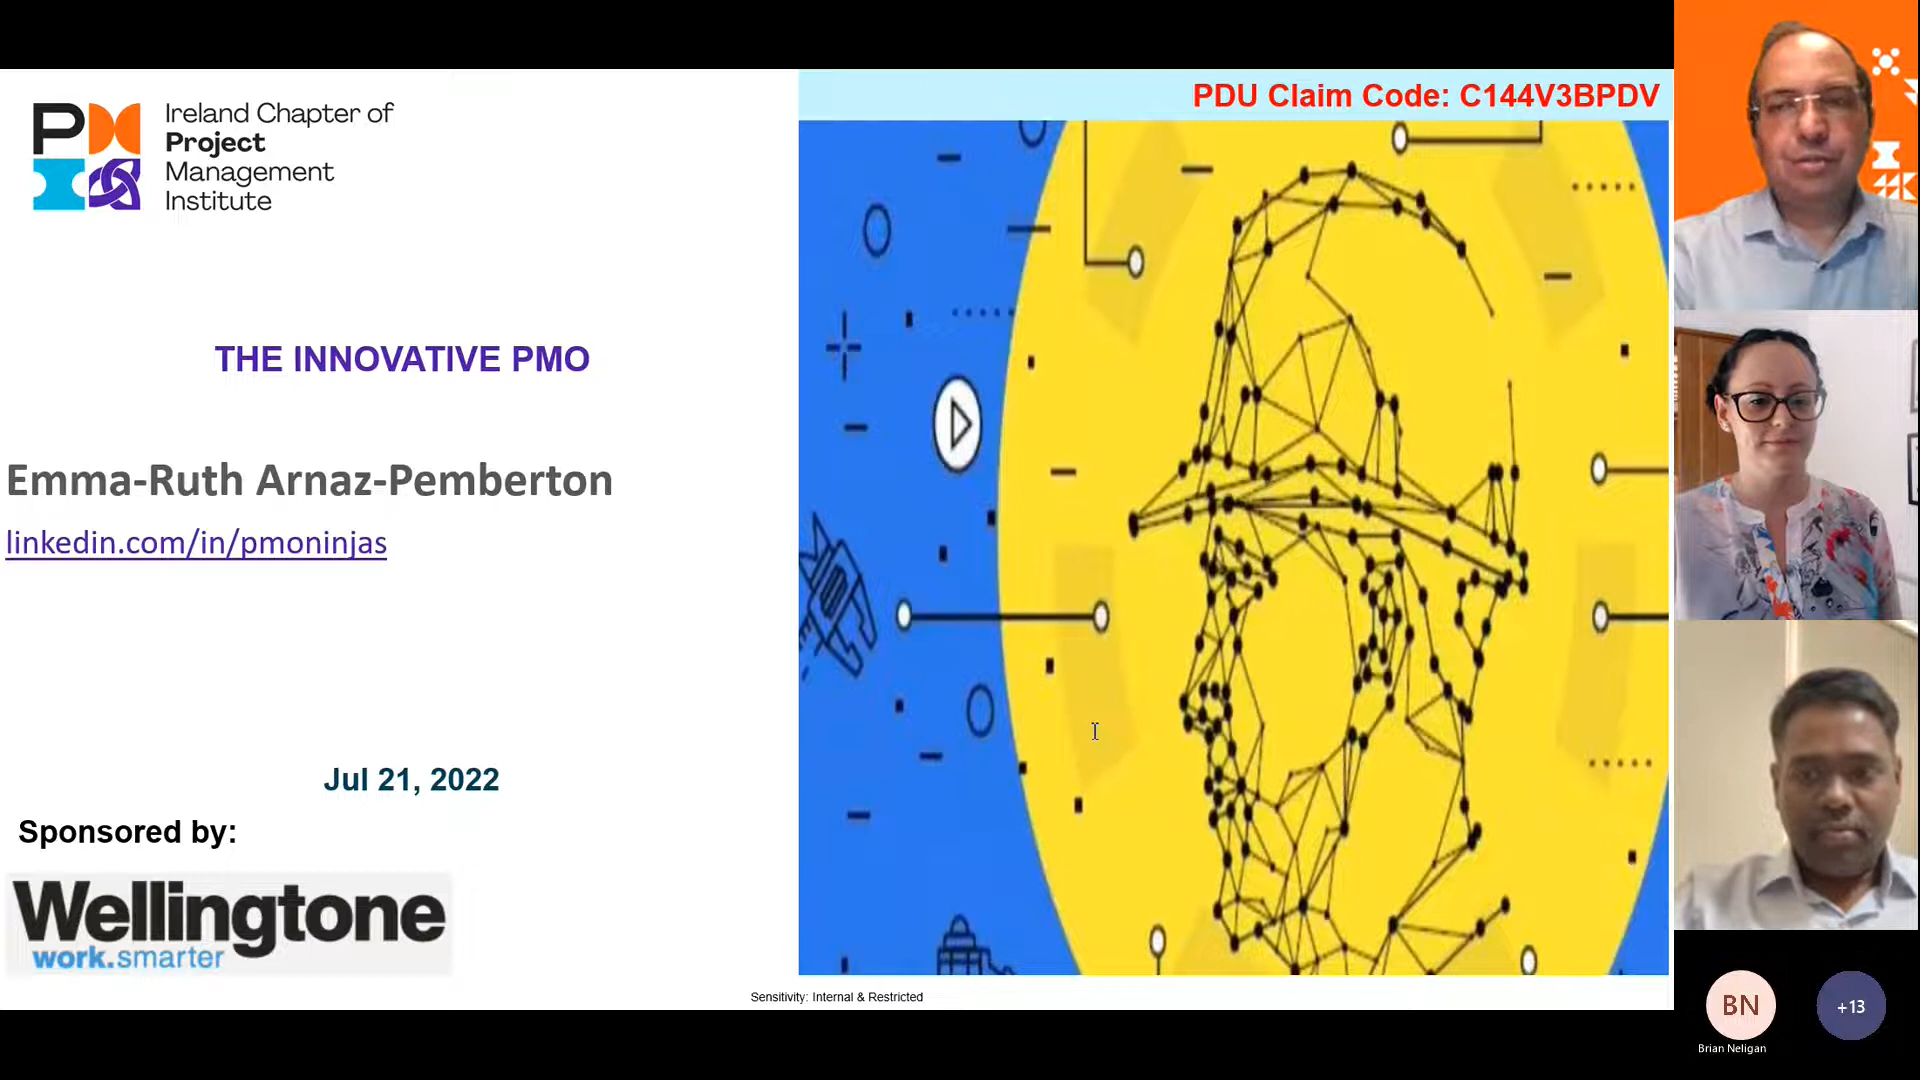 PMI
Ireland Chapter of
Project
Management
Institute
PDU Claim Code: C144V3BPDV
THE INNOVATIVE PMO
Emma-Ruth Arnaz-Pemberton
linkedin.com/in/pmoninjas
Jul 21, 2022
Sponsored by:
Wellingtone
work.smarter
Sensitivity: Internal & Restricted
BN
+13
Brian Neligan